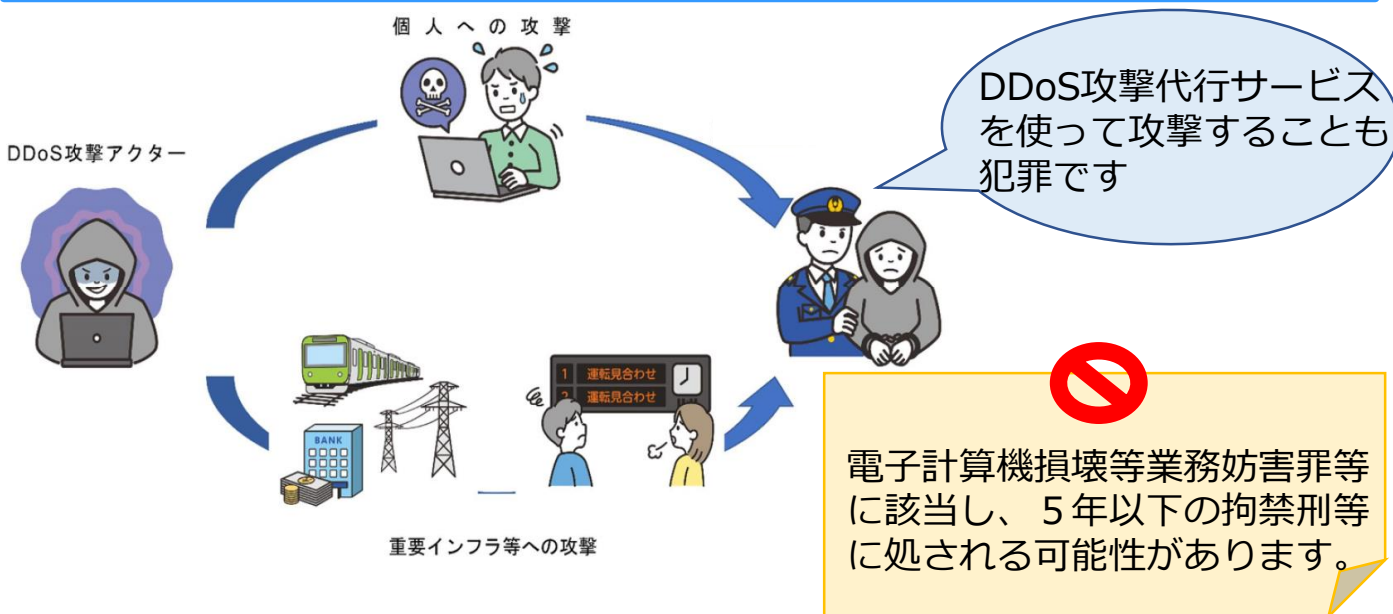 個人への攻撃
DDoS攻撃代行サービス
を使って攻撃することも
犯罪です
DDoS攻撃アクター
1 運転見合わせ
2 運転見合わせ
BANK
重要インフラ等への攻撃
電子計算機損壊等業務妨害罪等
に該当し、５年以下の拘禁刑等
に処される可能性があります。